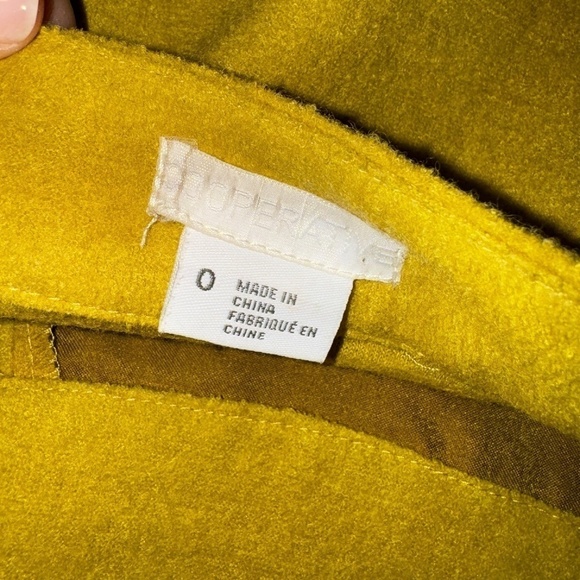 COOPERATIVE
0
MADE IN
CHINA
FABRIQUÉ EN
CHINE